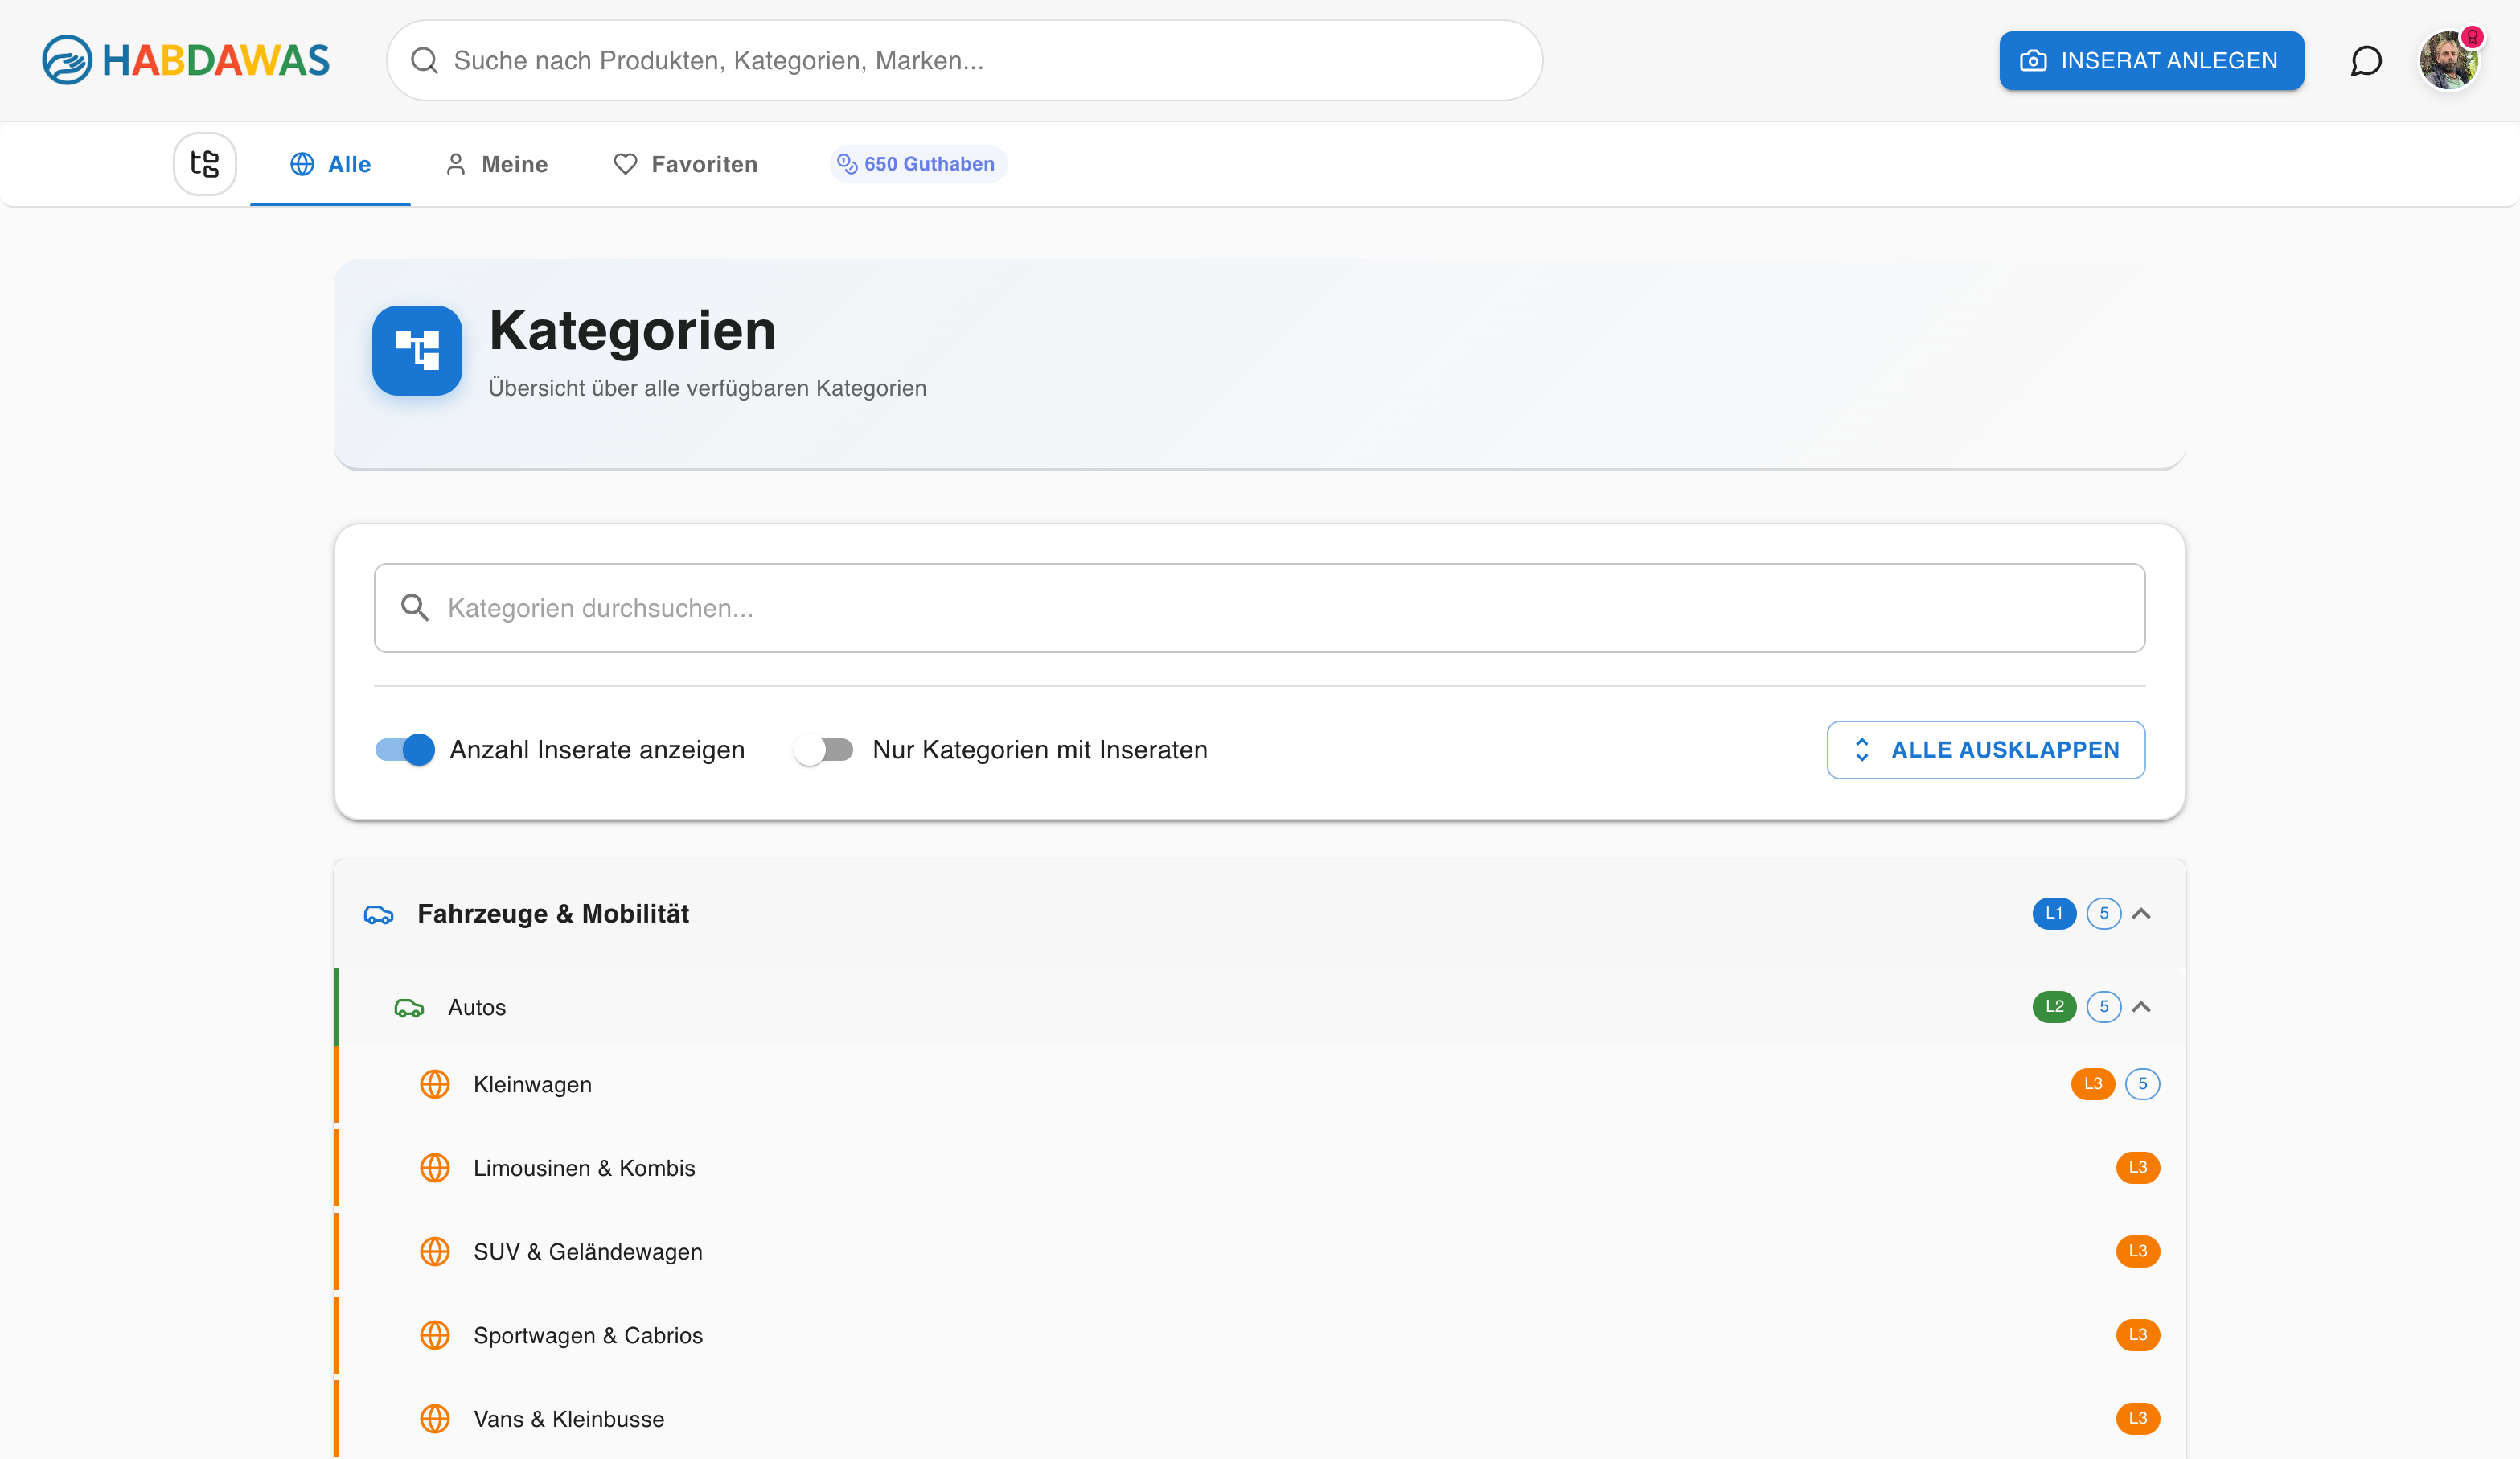 HABDAWAS
Suche nach Produkten, Kategorien, Marken...
INSERAT ANLEGEN
Alle
Meine
Favoriten
650 Guthaben
Kategorien
Übersicht über alle verfügbaren Kategorien
Kategorien durchsuchen...
Anzahl Inserate anzeigen
Nur Kategorien mit Inseraten
ALLE AUSKLAPPEN
Fahrzeuge & Mobilität L1 5
Autos L2 5
Kleinwagen L3 5
Limousinen & Kombis L3
SUV & Geländewagen L3
Sportwagen & Cabrios L3
Vans & Kleinbusse L3